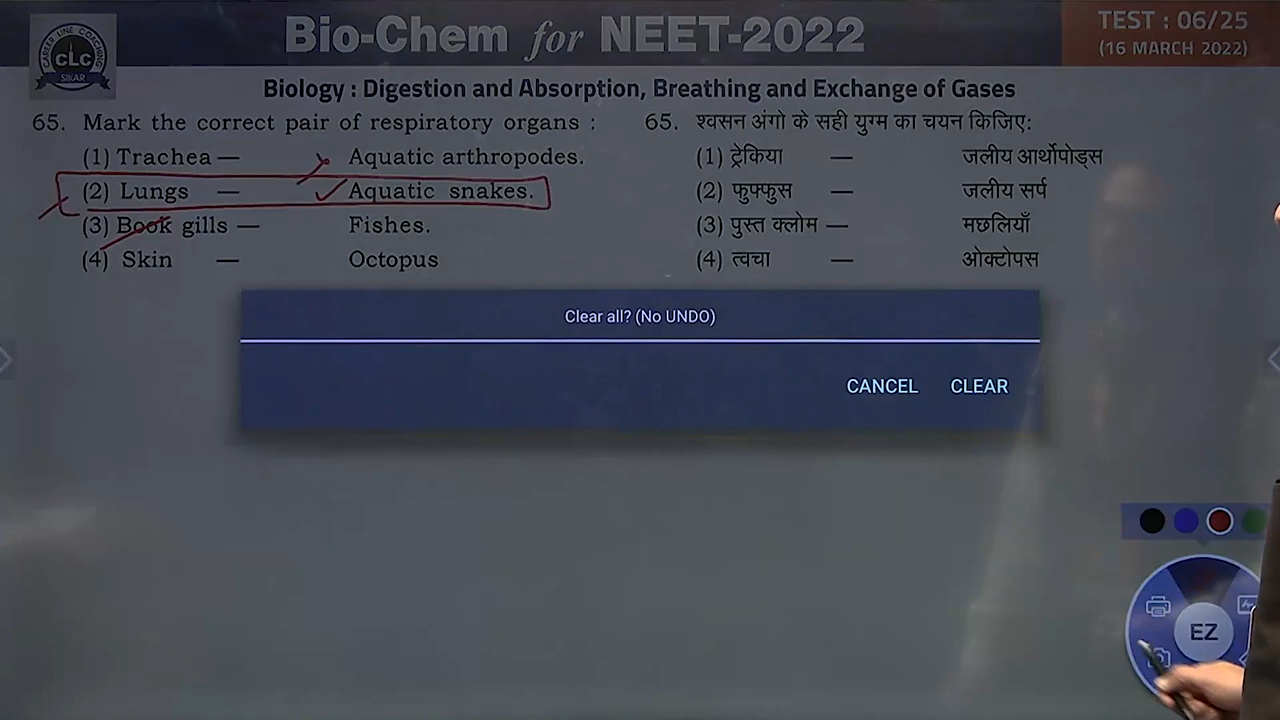 Bio-Chem for NEET-2022
TEST : 06/25
(16 MARCH 2022)
CAREER LINE COACHING
CLC
SIKAR
Biology : Digestion and Absorption, Breathing and Exchange of Gases
65. Mark the correct pair of respiratory organs :
(1) Trachea — Aquatic arthropodes.
(2) Lungs — Aquatic snakes.
(3) Book gills — Fishes.
(4) Skin — Octopus
65. श्वसन अंगो के सही युग्म का चयन किजिए:
(1) ट्रेकिया — जलीय आर्थोपोड्स
(2) फुफ्फुस — जलीय सर्प
(3) पुस्त क्लोम — मछलियाँ
(4) त्वचा — ओक्टोपस
Clear all? (No UNDO)
CANCEL CLEAR
EZ